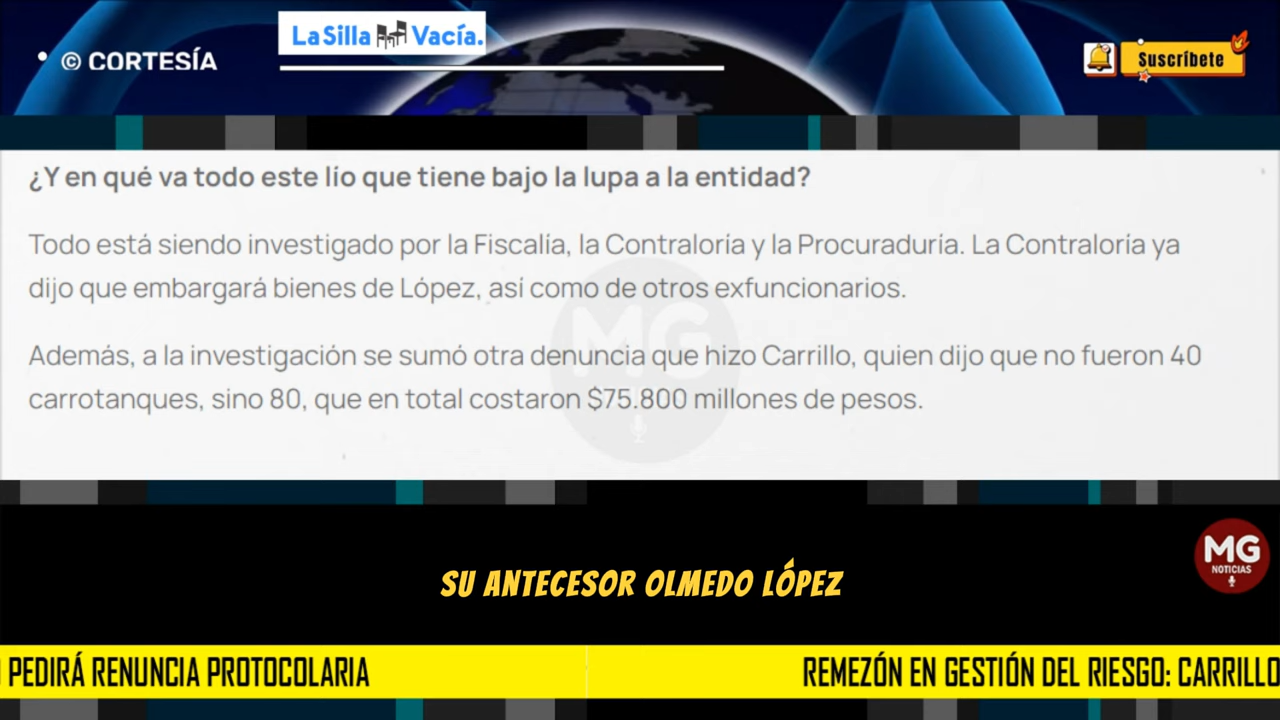 © CORTESÍA
La Silla Vacía.
Suscríbete
¿Y en qué va todo este lío que tiene bajo la lupa a la entidad?
Todo está siendo investigado por la Fiscalía, la Contraloría y la Procuraduría. La Contraloría ya
dijo que embargará bienes de López, así como de otros exfuncionarios.
Además, a la investigación se sumó otra denuncia que hizo Carrillo, quien dijo que no fueron 40
carrotanques, sino 80, que en total costaron $75.800 millones de pesos.
MG
MG
NOTICIAS
SU ANTECESOR OLMEDO LÓPEZ
PEDIRÁ RENUNCIA PROTOCOLARIA
REMEZÓN EN GESTIÓN DEL RIESGO: CARRILLO